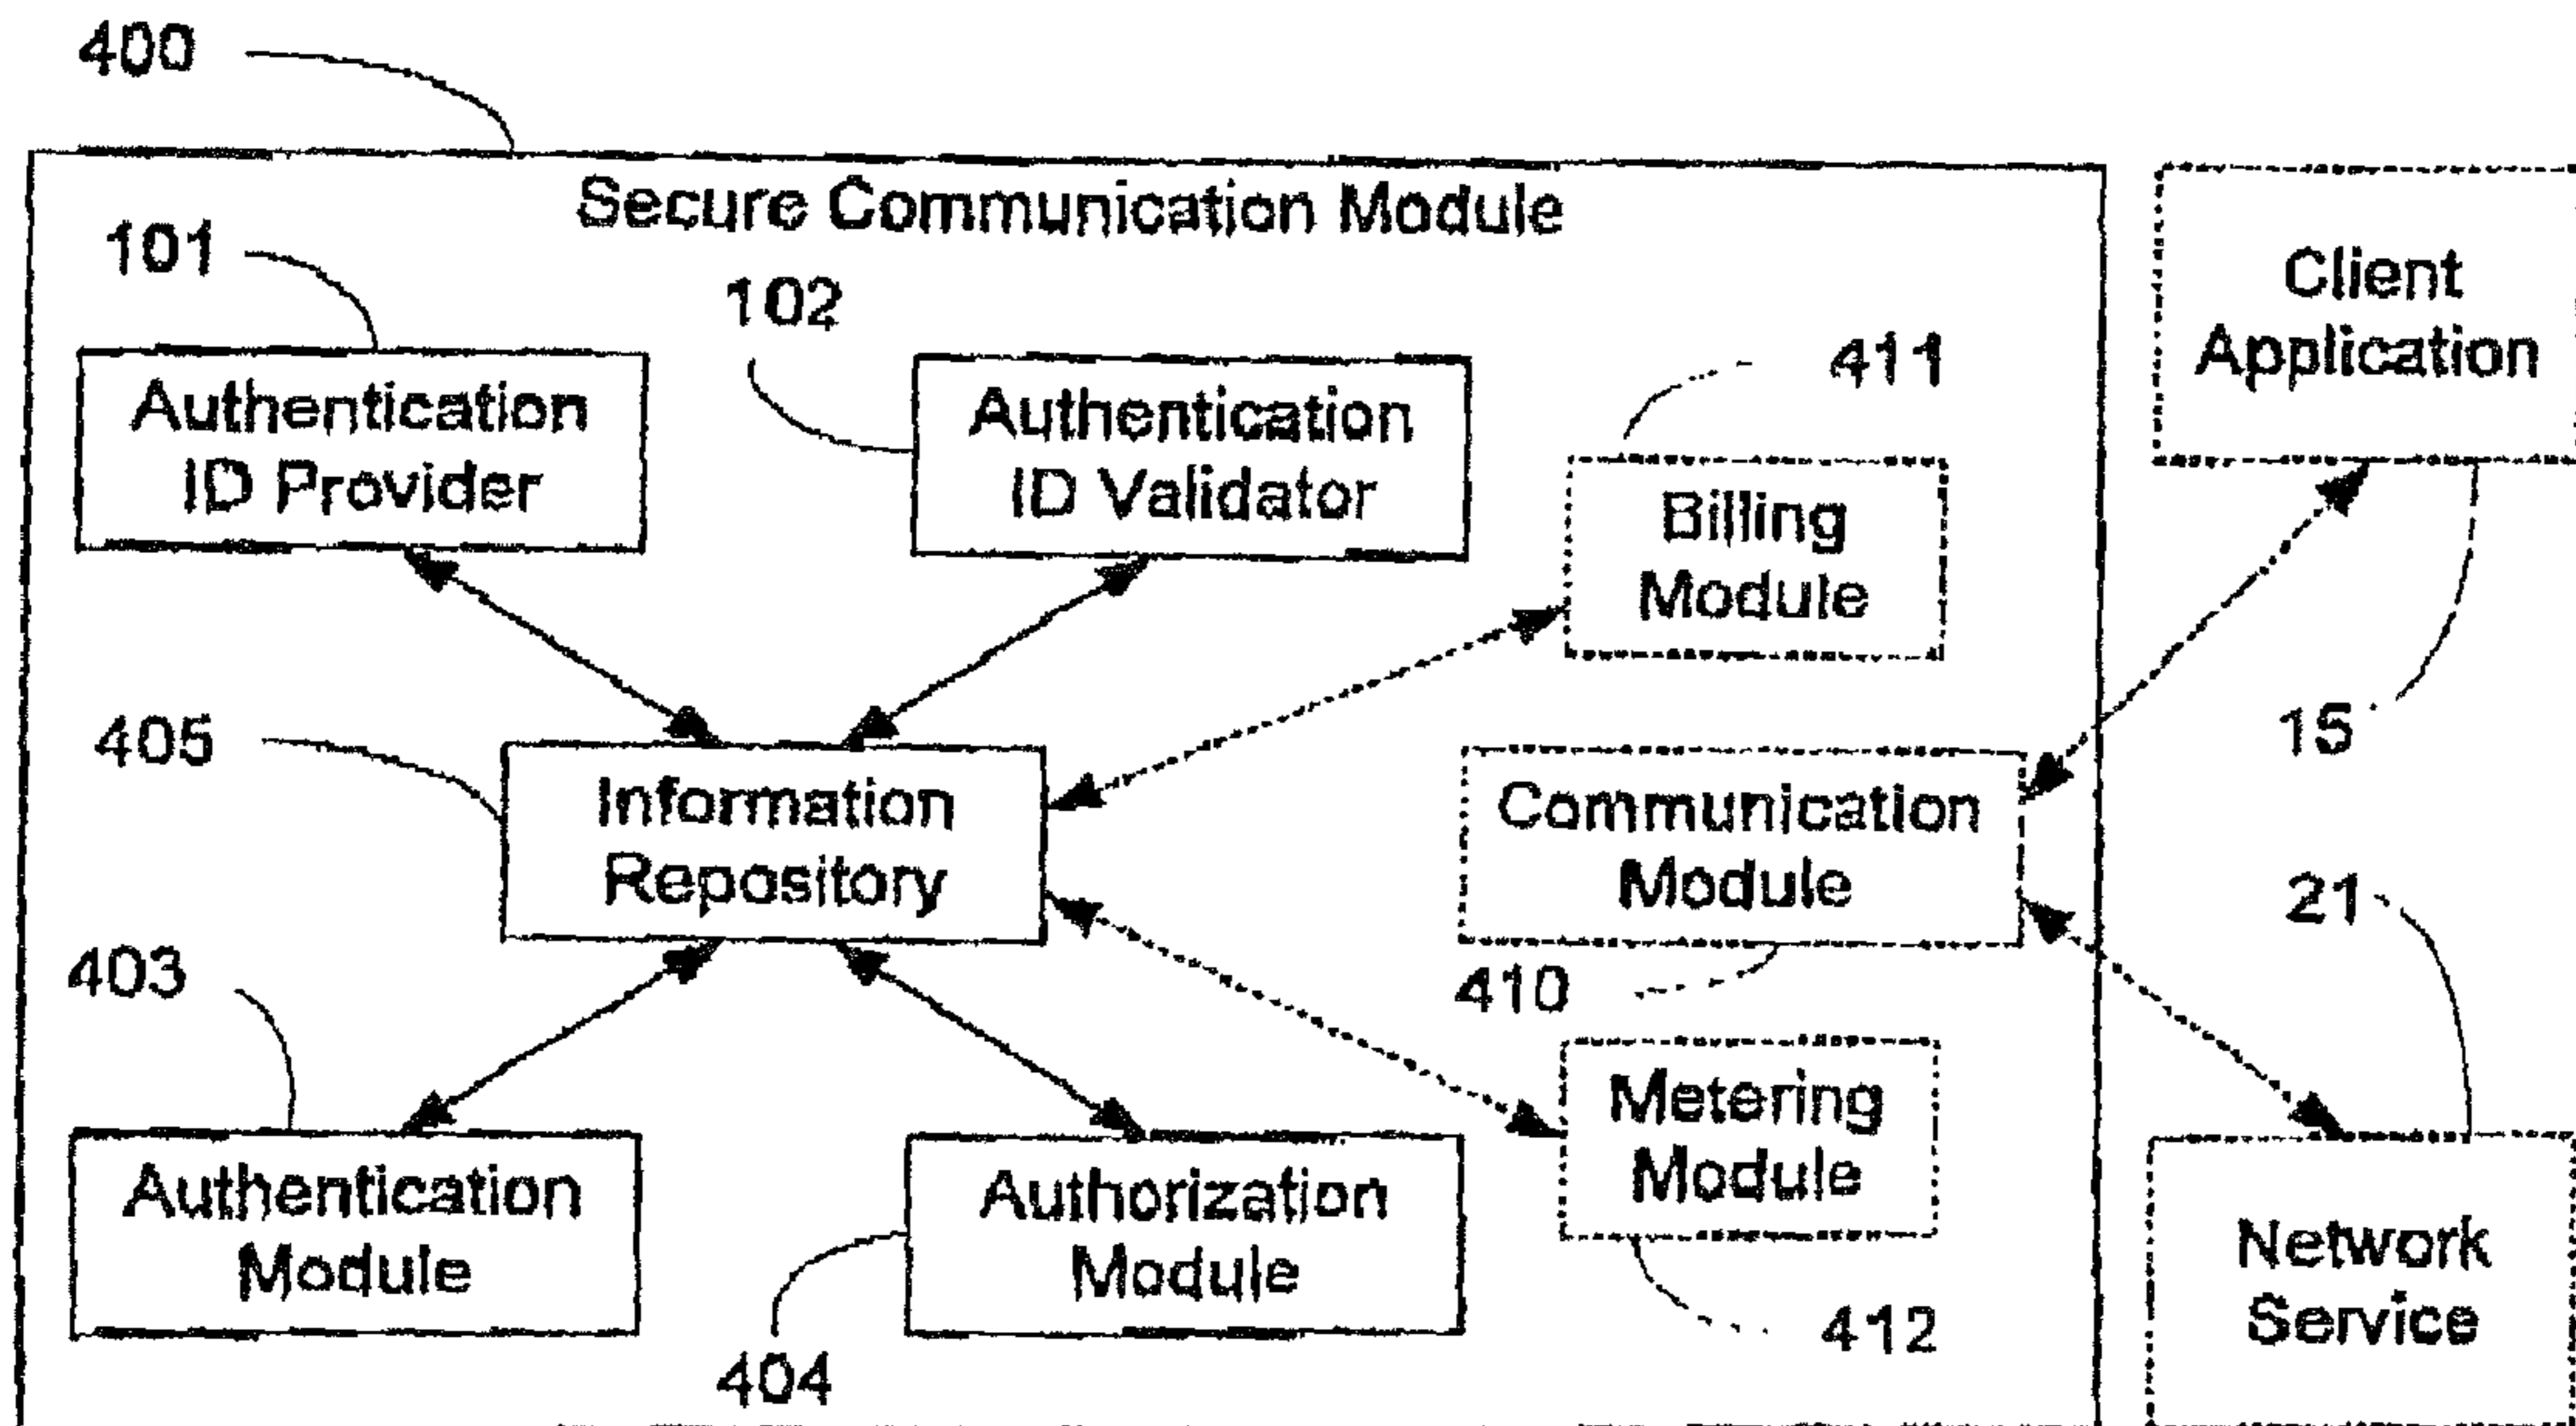 400
Secure Communication Module
101
102
Authentication
ID Provider
Authentication
ID Validator
411
Billing
Module
Client
Application
15
405
Information
Repository
Communication
Module
410
21
403
Authentication
Module
404
Authorization
Module
Metering
Module
412
Network
Service